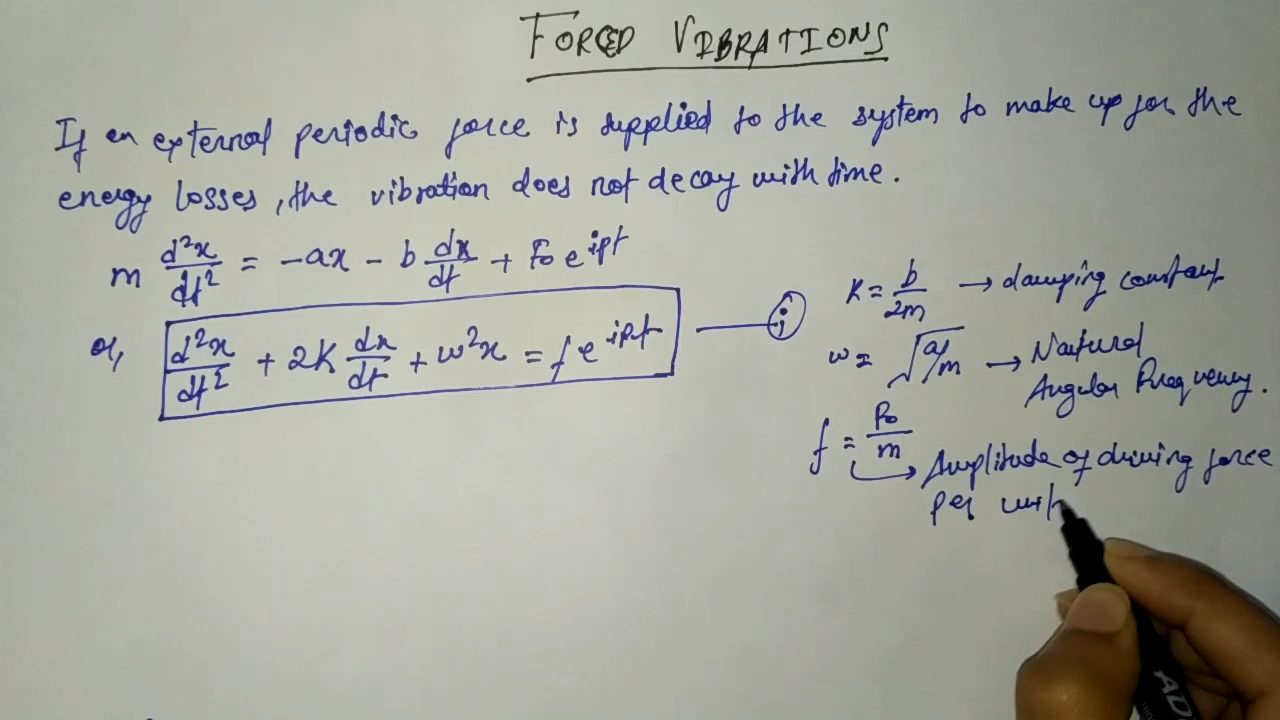 FORCED VIBRATIONS
If an external periodic force is supplied to the system to make up for the
energy losses, the vibration does not decay with time.
m d²x/dt² = -ax - b dx/dt + F₀ e^{ipt}
or, d²x/dt² + 2K dx/dt + ω²x = f e^{ipt} — (i)
K = b/2m → damping constant
ω = √a/m → Natural
Angular Frequency.
f = F₀/m
→ Amplitude of driving force
per unit
AD